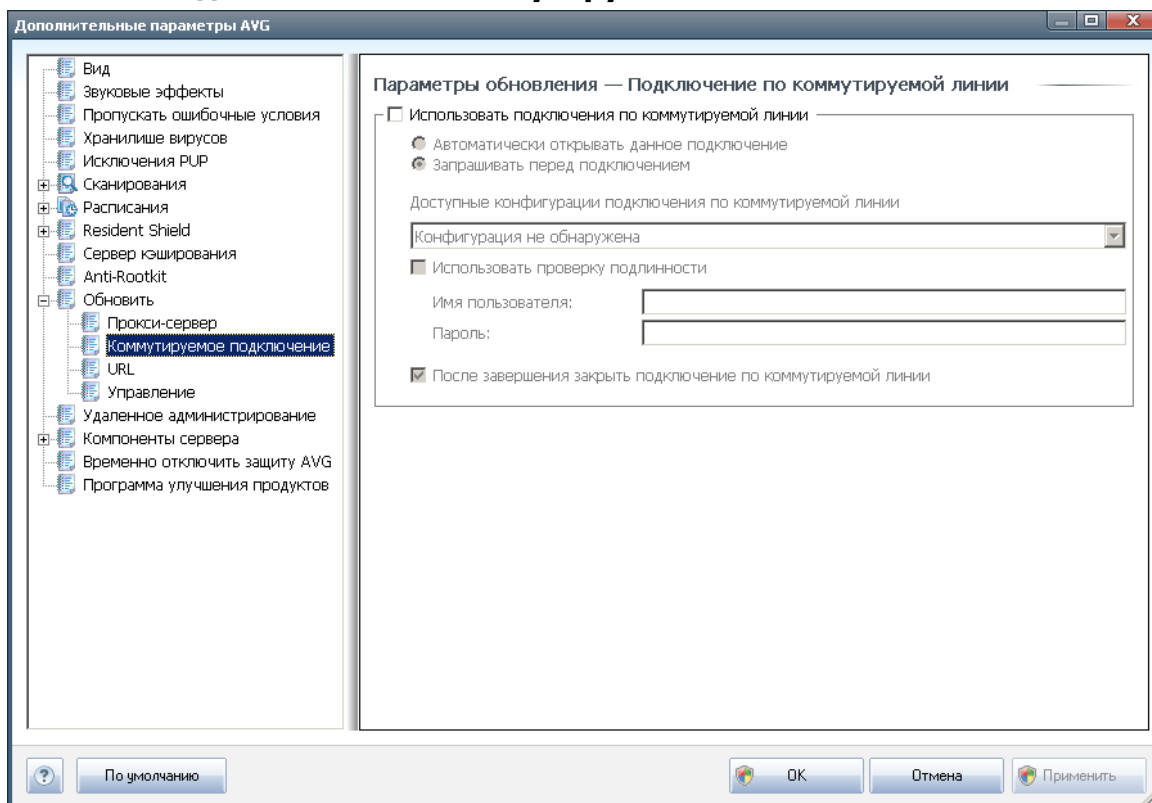 Дополнительные параметры AVG
Вид
Звуковые эффекты
Пропускать ошибочные условия
Хранилише вирусов
Исключения PUP
Сканирования
Расписания
Resident Shield
Сервер кэширования
Anti-Rootkit
Обновить
Прокси-сервер
Коммутируемое подключение
URL
Управление
Удаленное администрирование
Компоненты сервера
Временно отключить защиту AVG
Программа улучшения продуктов
Параметры обновления — Подключение по коммутируемой линии
Использовать подключения по коммутируемой линии
Автоматически открывать данное подключение
Запрашивать перед подключением
Доступные конфигурации подключения по коммутируемой линии
Конфигурация не обнаружена
Использовать проверку подлинности
Имя пользователя:
Пароль:
После завершения закрыть подключение по коммутируемой линии
? По умолчанию OK Отмена Применить